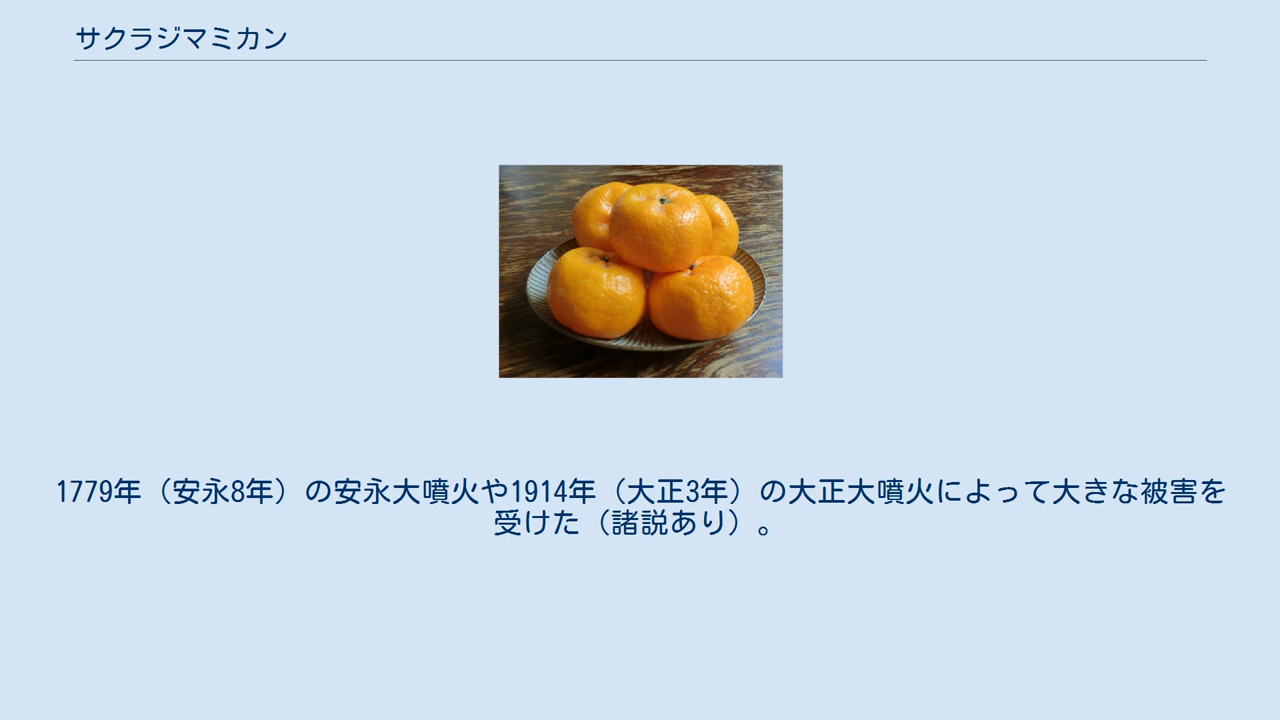 サクラジマミカン
1779年（安永8年）の安永大噴火や1914年（大正3年）の大正大噴火によって大きな被害を
受けた（諸説あり）。